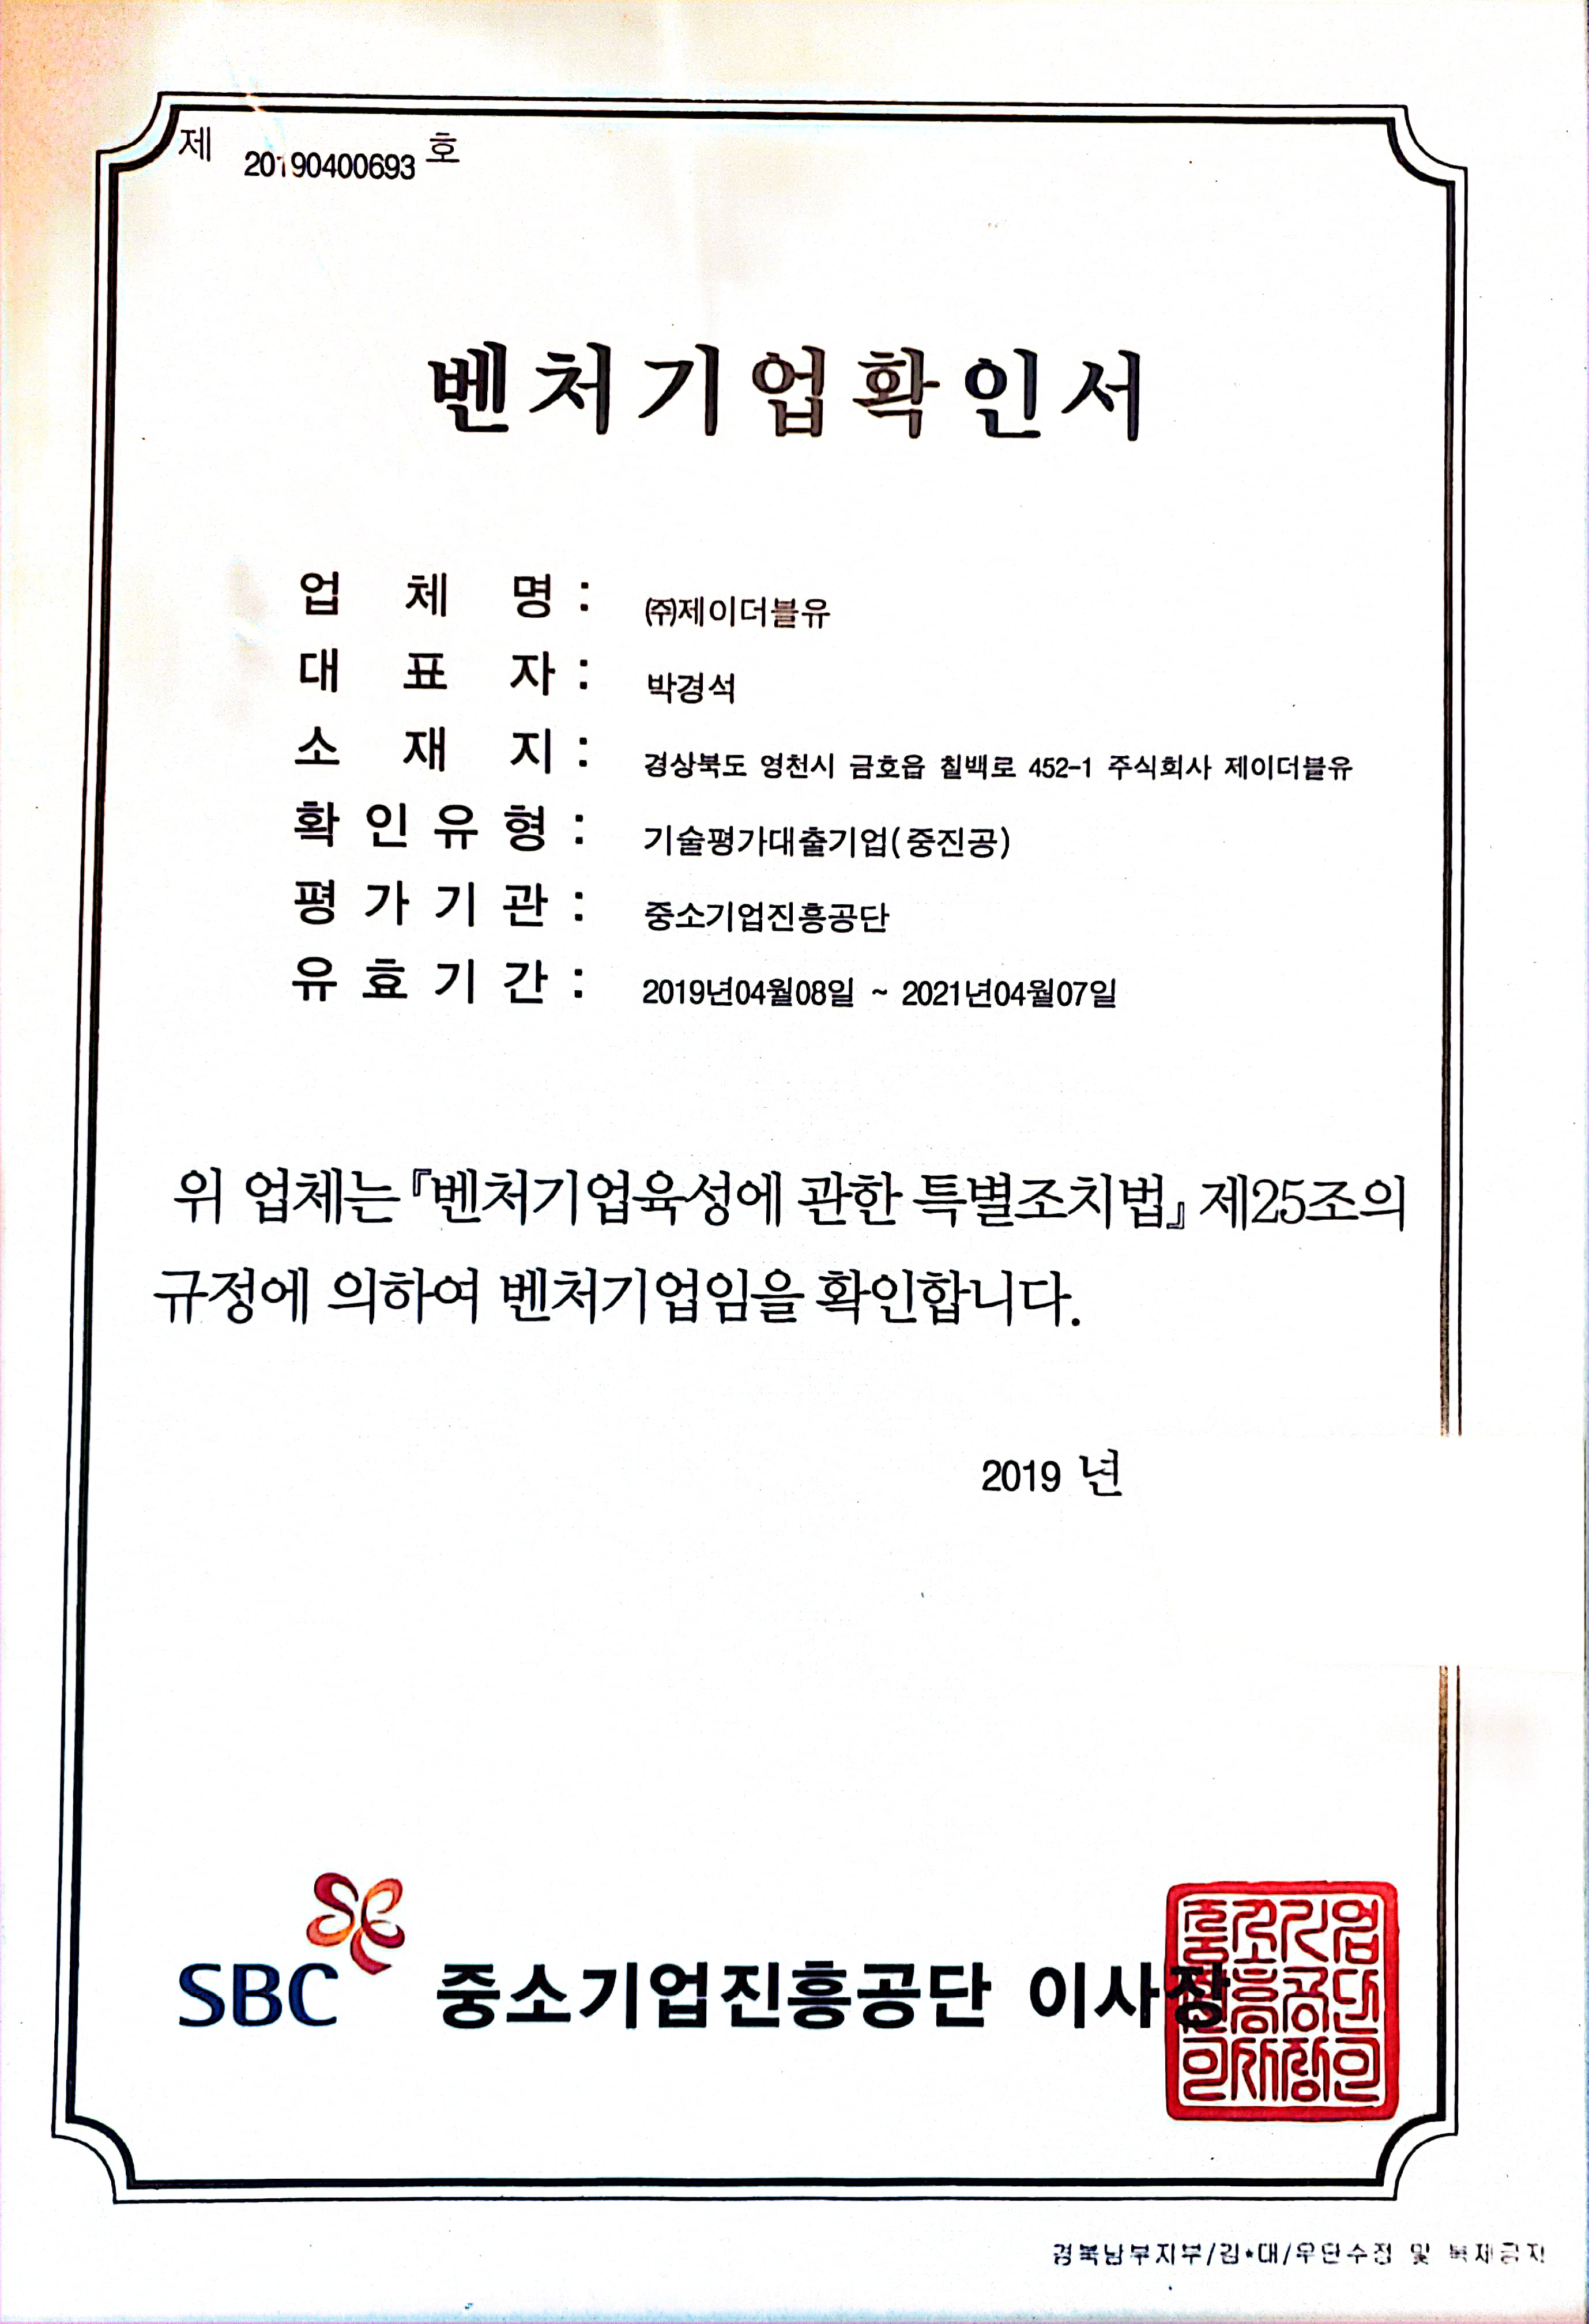 제 20190400693 호
벤처기업확인서
업 체 명 : ㈜제이더블유
대 표 자 : 박경석
소 재 지 : 경상북도 영천시 금호읍 칠백로 452-1 주식회사 제이더블유
확 인 유 형 : 기술평가대출기업(중진공)
평 가 기 관 : 중소기업진흥공단
유 효 기 간 : 2019년04월08일 ~ 2021년04월07일
위 업체는『벤처기업육성에 관한 특별조치법』제25조의
규정에 의하여 벤처기업임을 확인합니다.
2019 년
SBC 중소기업진흥공단 이사장
중소기업
진흥공단
이사장인
경북남부지부/김*대/무단수정 및 복제금지